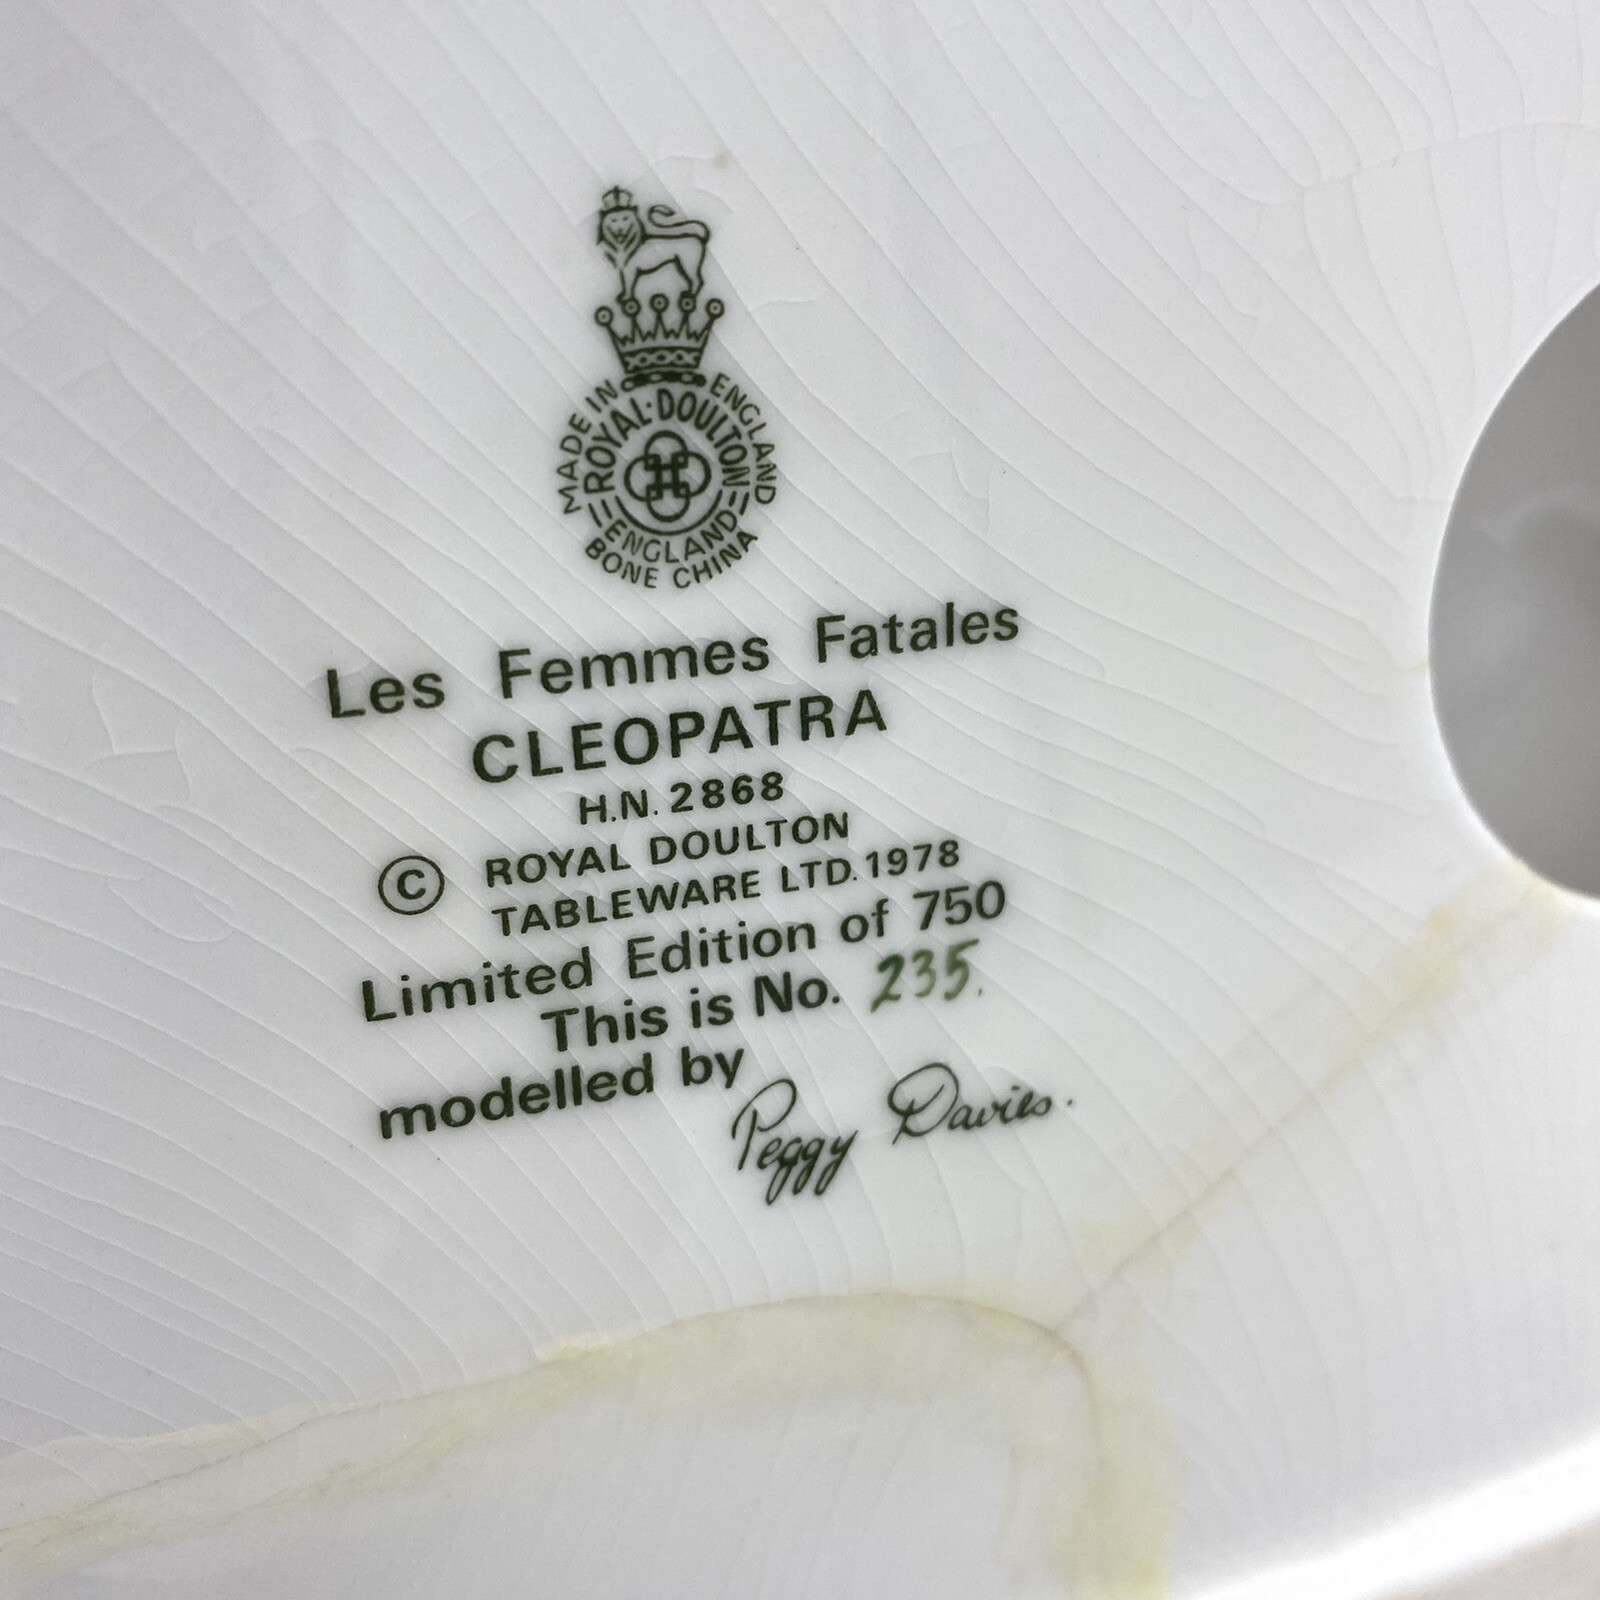 MADE IN ENGLAND
ROYAL·DOULTON
ENGLAND
BONE CHINA
Les Femmes Fatales
CLEOPATRA
H.N. 2868
© ROYAL DOULTON
TABLEWARE LTD. 1978
Limited Edition of 750
This is No. 235.
modelled by
Peggy Davies.